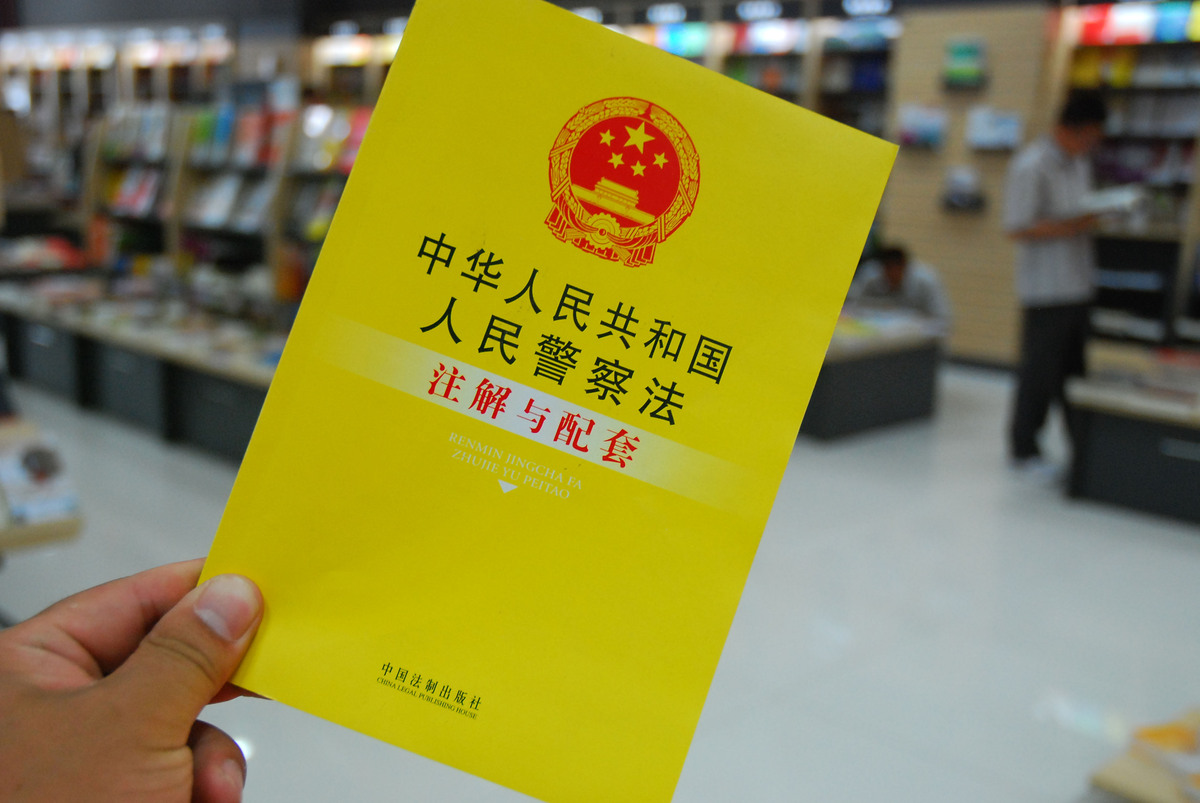 中华人民共和国
人民警察法
注解与配套
RENMIN JINGCHA FA
ZHUJIE YU PEITAO
中国法制出版社
CHINA LEGAL PUBLISHING HOUSE